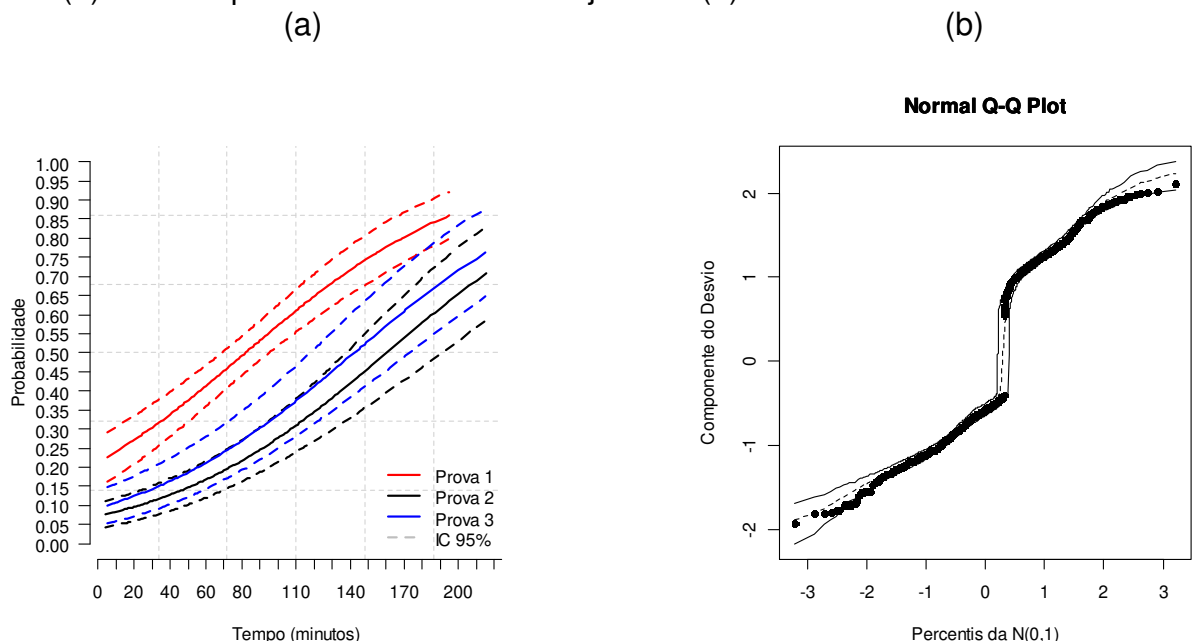 (a)
(b)
Normal Q-Q Plot
Probabilidade
1.00
0.95
0.90
0.85
0.80
0.75
0.70
0.65
0.60
0.55
0.50
0.45
0.40
0.35
0.30
0.25
0.20
0.15
0.10
0.05
0.00
Prova 1
Prova 2
Prova 3
IC 95%
0 20 40 60 80 110 140 170 200
Tempo (minutos)
Componente do Desvio
2
1
0
-1
-2
-3 -2 -1 0 1 2 3
Percentis da N(0,1)